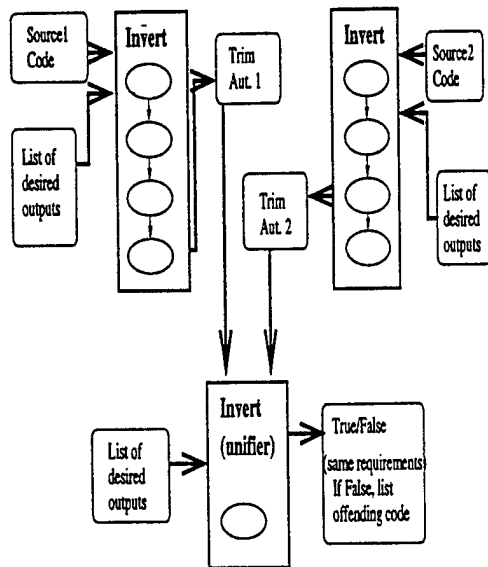 Source1
Code
Invert
Trim
Aut. 1
Invert
Source2
Code
List of
desired
outputs
Trim
Aut. 2
List of
desired
outputs
Invert
(unifier)
List of
desired
outputs
True/False
(same requirements)
If False, list
offending code